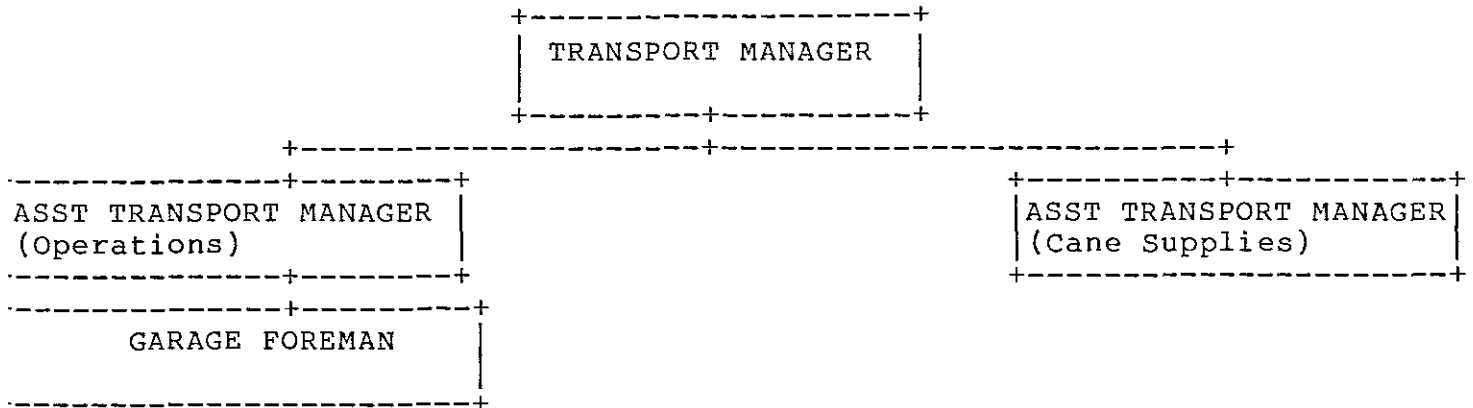 TRANSPORT MANAGER
ASST TRANSPORT MANAGER
(Operations)
ASST TRANSPORT MANAGER
(Cane Supplies)
GARAGE FOREMAN